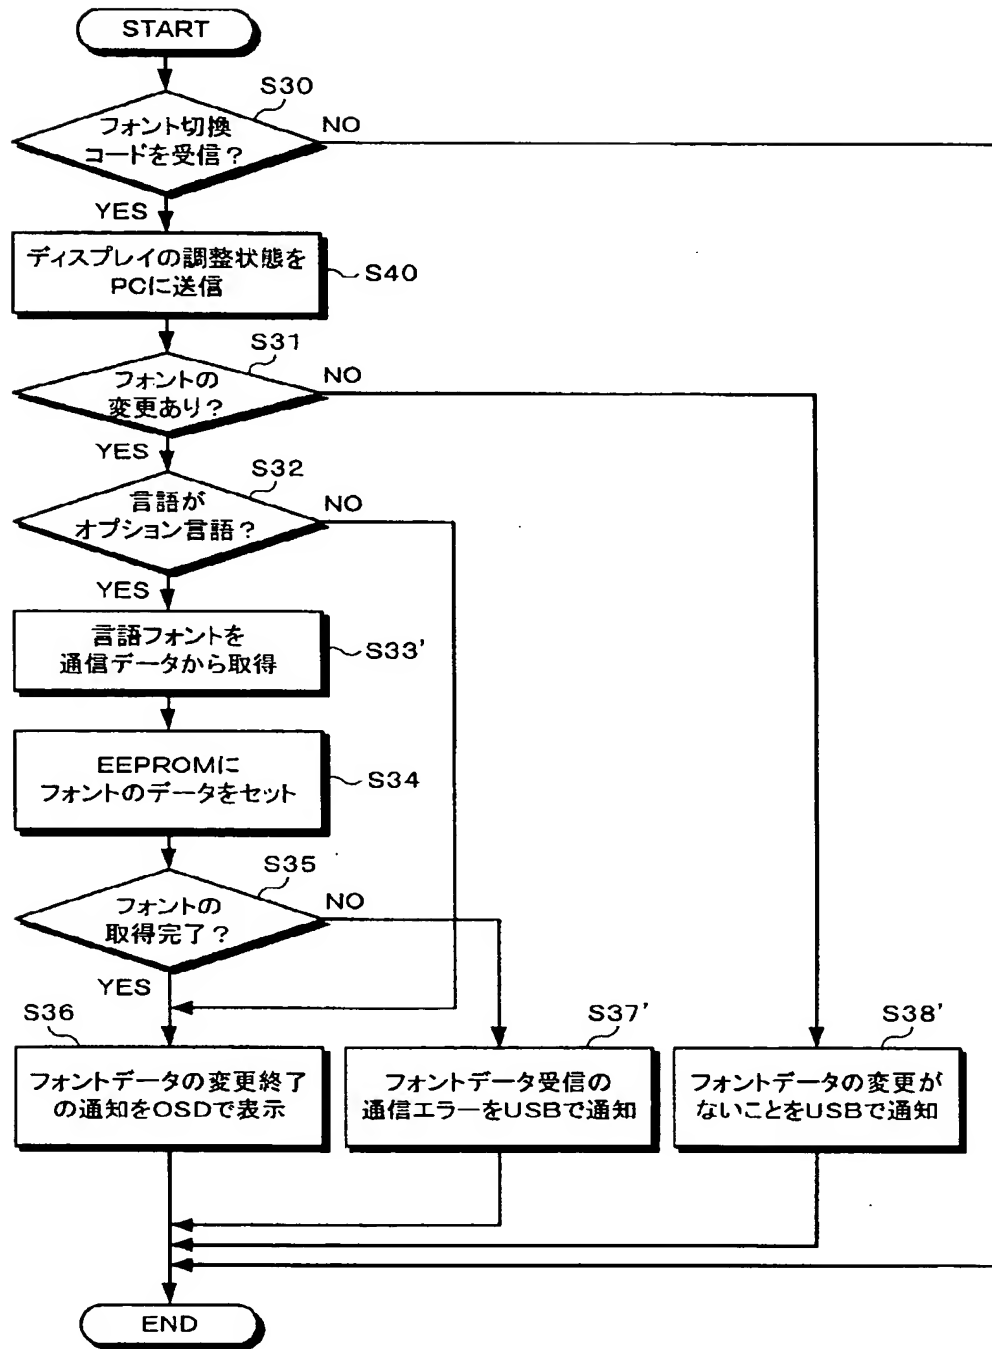 START
S30
フォント切換
コードを受信？
NO
YES
ディスプレイの調整状態を
PCに送信
S40
S31
フォントの
変更あり？
NO
YES
S32
言語が
オプション言語？
NO
YES
言語フォントを
通信データから取得
S33'
EEPROMに
フォントのデータをセット
S34
S35
フォントの
取得完了？
NO
YES
S36
フォントデータの変更終了
の通知をOSDで表示
S37'
フォントデータ受信の
通信エラーをUSBで通知
S38'
フォントデータの変更が
ないことをUSBで通知
END